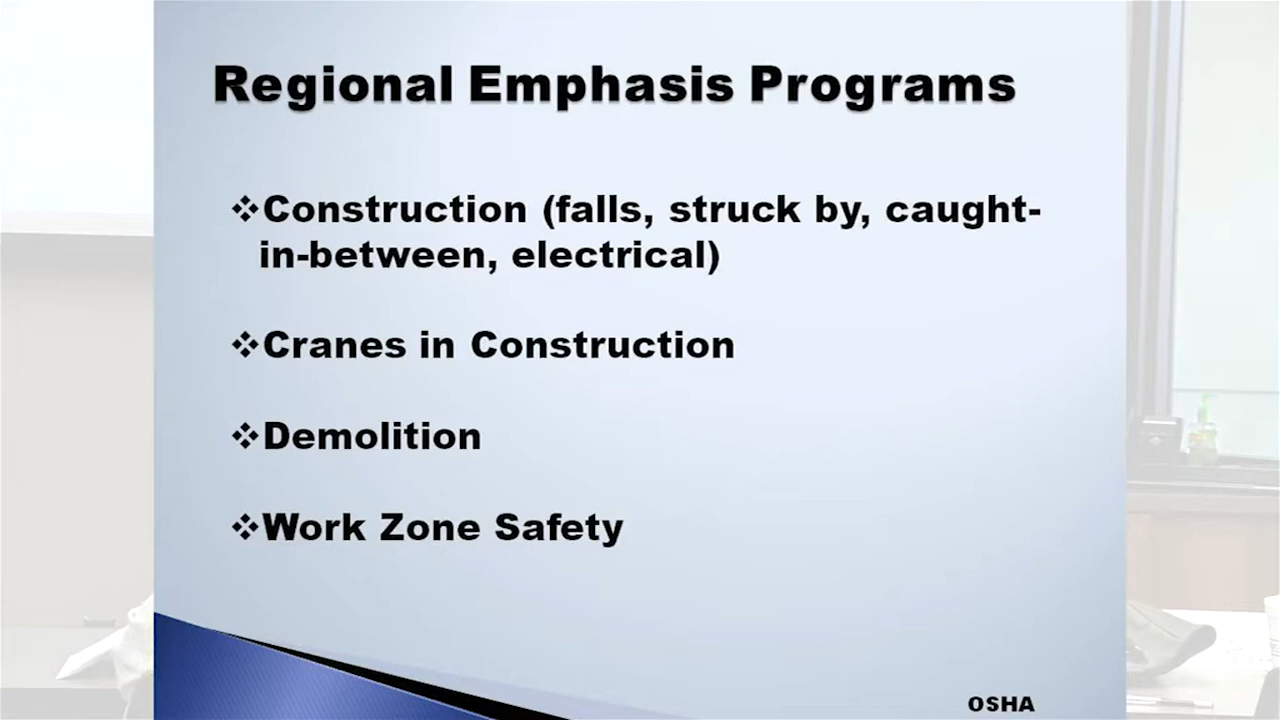 Regional Emphasis Programs
❖Construction (falls, struck by, caught-
in-between, electrical)
❖Cranes in Construction
❖Demolition
❖Work Zone Safety
OSHA